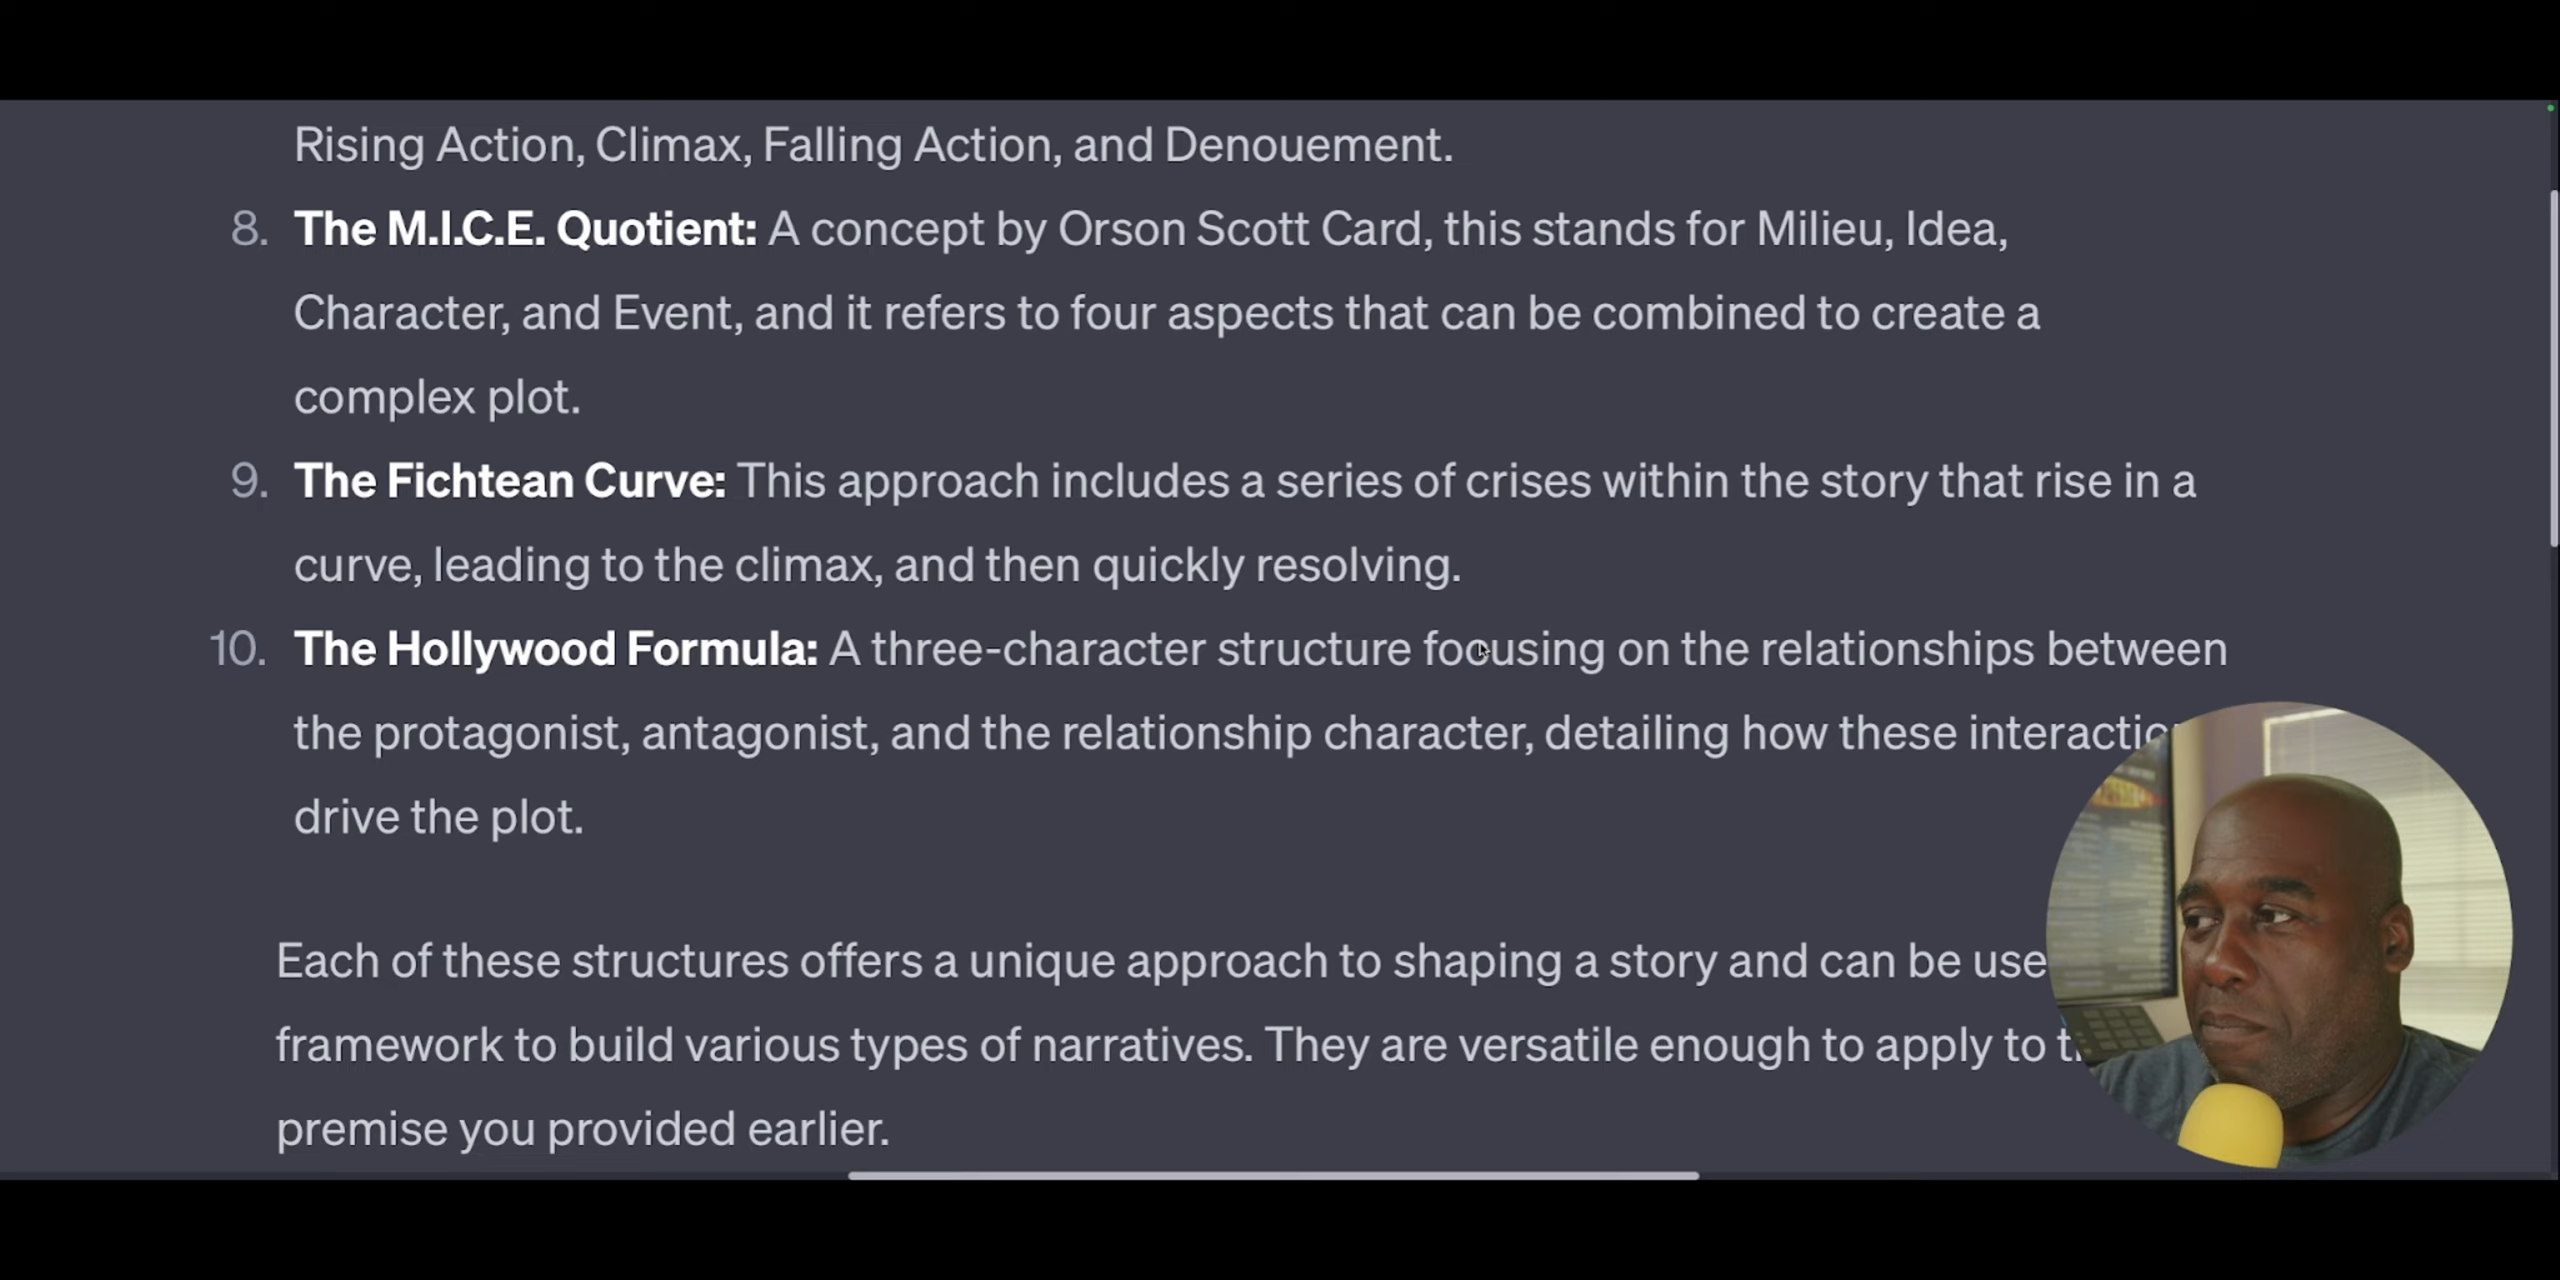 Rising Action, Climax, Falling Action, and Denouement.
8. The M.I.C.E. Quotient: A concept by Orson Scott Card, this stands for Milieu, Idea,
Character, and Event, and it refers to four aspects that can be combined to create a
complex plot.
9. The Fichtean Curve: This approach includes a series of crises within the story that rise in a
curve, leading to the climax, and then quickly resolving.
10. The Hollywood Formula: A three-character structure focusing on the relationships between
the protagonist, antagonist, and the relationship character, detailing how these
drive the plot.
Each of these structures offers a unique approach to shaping a story and can be
framework to build various types of narratives. They are versatile enough to apply to
premise you provided earlier.